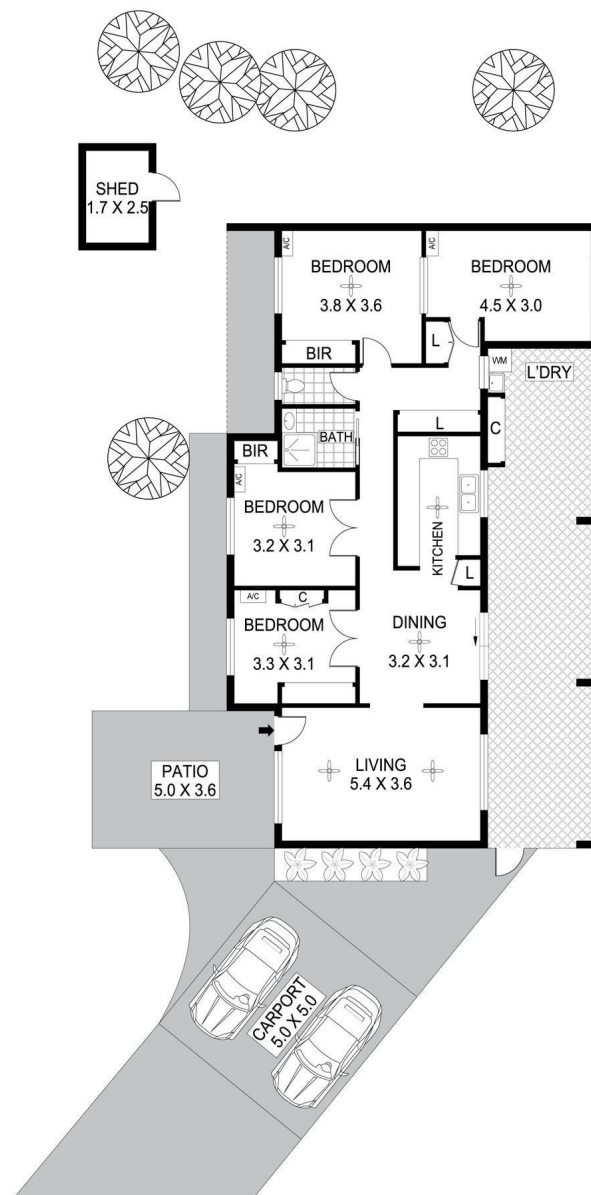 SHED
1.7 X 2.5
A/C
BEDROOM
3.8 X 3.6
BIR
A/C
BEDROOM
4.5 X 3.0
L
WM
L'DRY
C
L
BATH
BIR
A/C
BEDROOM
3.2 X 3.1
KITCHEN
L
A/C
C
BEDROOM
3.3 X 3.1
DINING
3.2 X 3.1
PATIO
5.0 X 3.6
LIVING
5.4 X 3.6
CARPORT
5.0 X 5.0